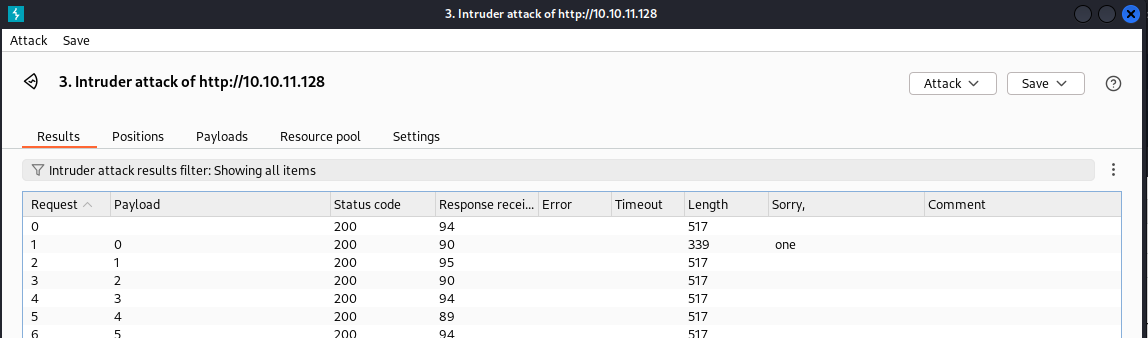 3. Intruder attack of http://10.10.11.128
Attack Save
3. Intruder attack of http://10.10.11.128
Attack Save
Results Positions Payloads Resource pool Settings
Intruder attack results filter: Showing all items
Request Payload Status code Response recei... Error Timeout Length Sorry, Comment
0 200 94 517
1 0 200 90 339 one
2 1 200 95 517
3 2 200 90 517
4 3 200 94 517
5 4 200 89 517
6 5 200 94 517